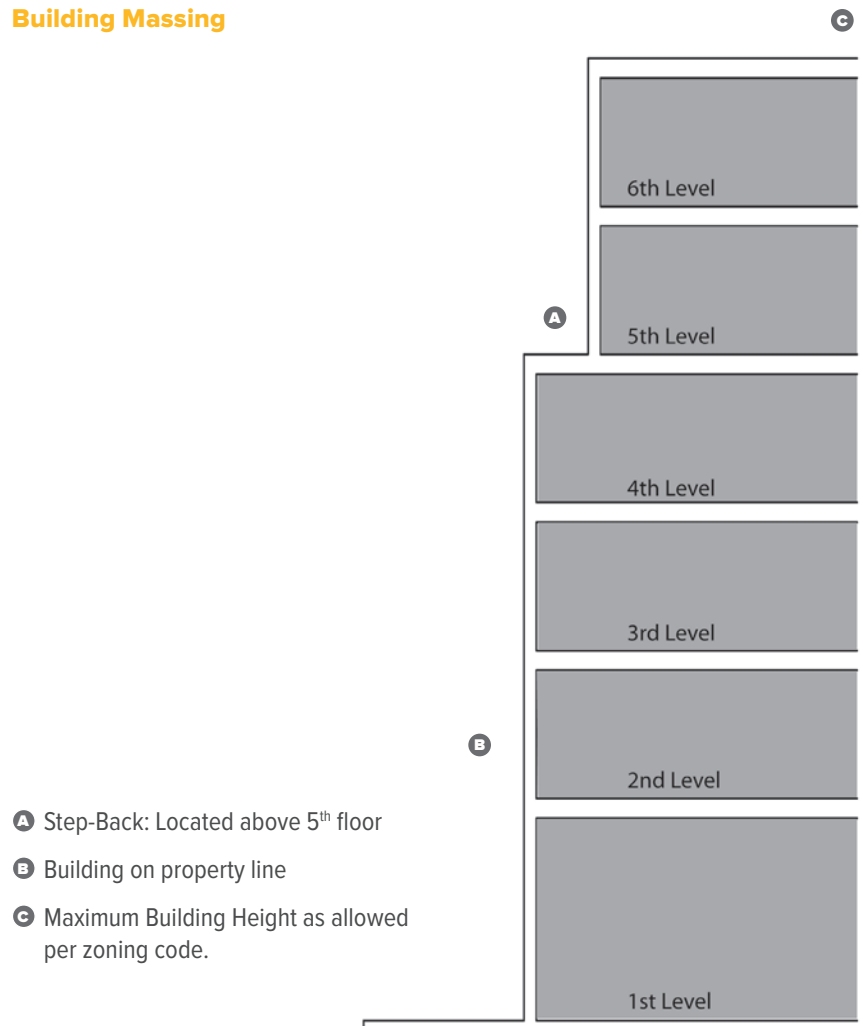 Building Massing
C
6th Level
A
5th Level
4th Level
3rd Level
B
2nd Level
A Step-Back: Located above 5th floor
B Building on property line
C Maximum Building Height as allowed
per zoning code.
1st Level